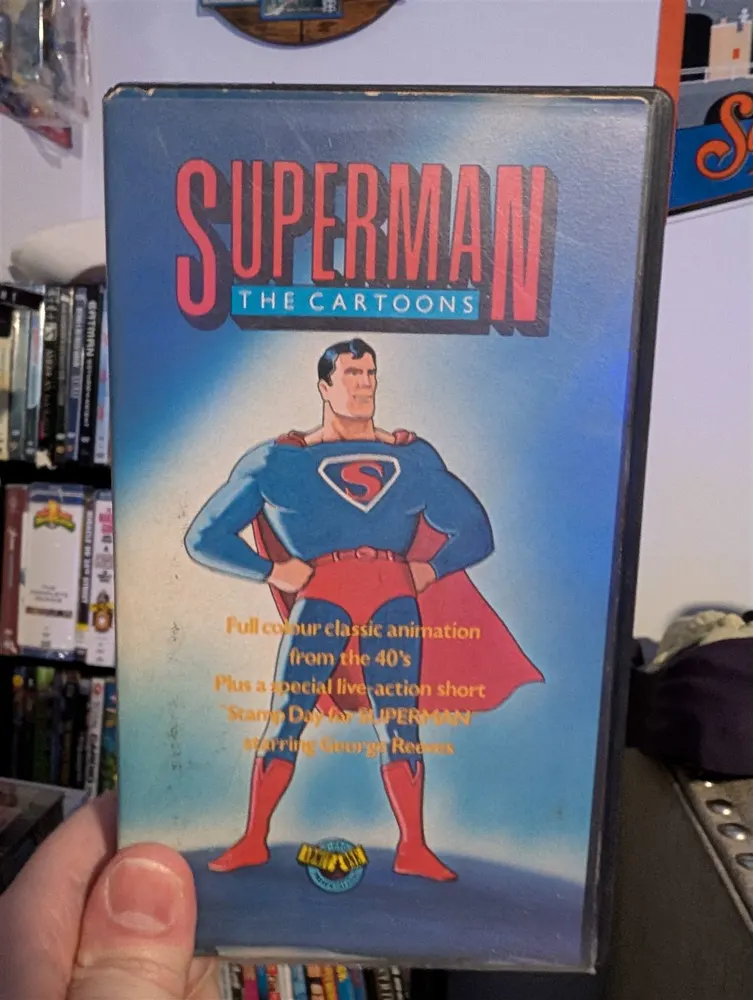 SUPERMAN
THE CARTOONS
S
Full colour classic animation
from the 40's
Plus a special live-action short
"Stamp Day for SUPERMAN"
starring George Reeves
BATMAN